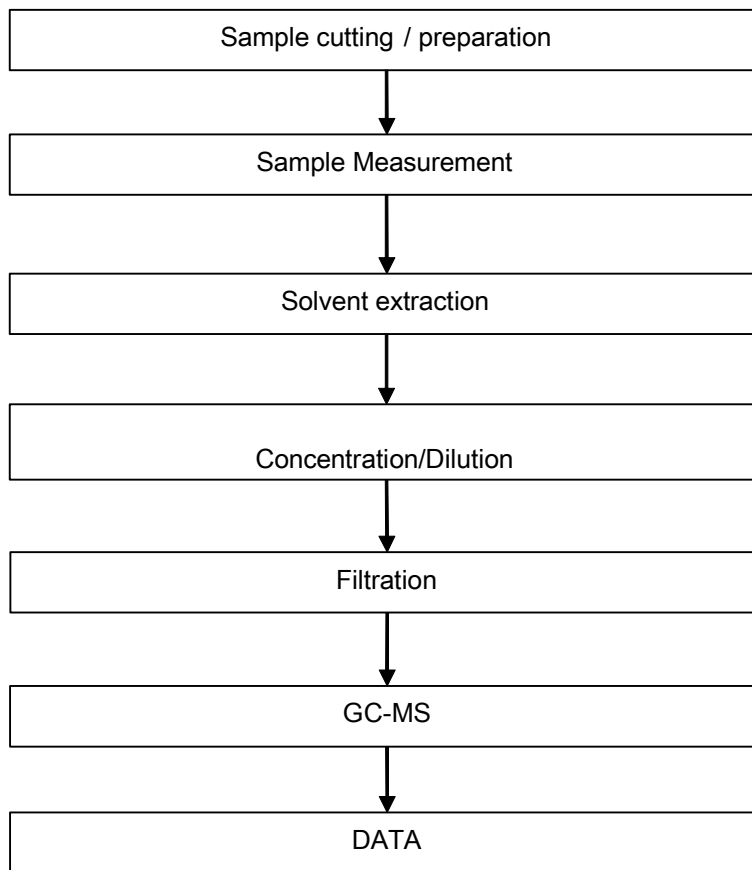 Sample cutting / preparation
Sample Measurement
Solvent extraction
Concentration/Dilution
Filtration
GC-MS
DATA